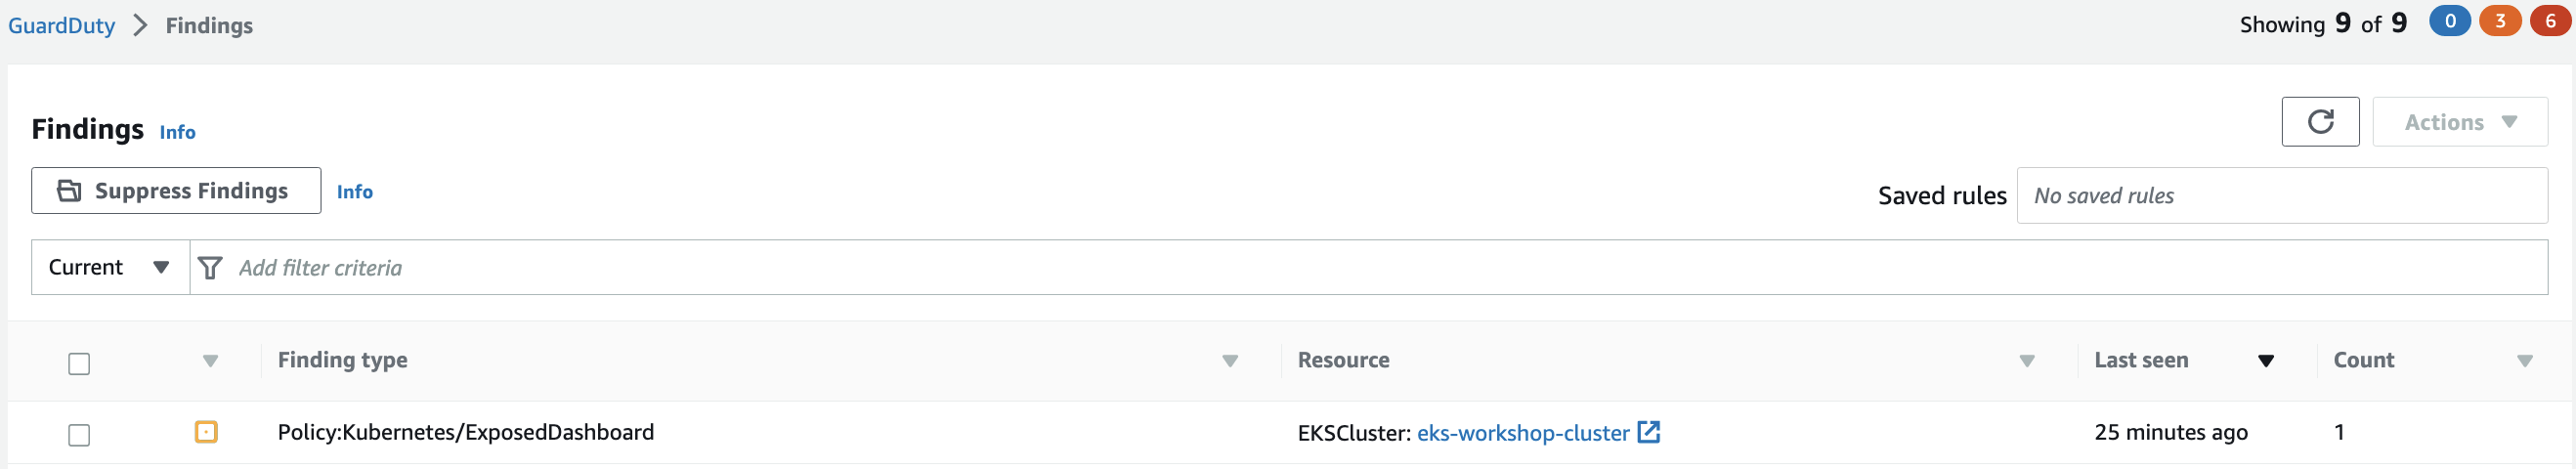 GuardDuty > Findings
Showing 9 of 9 0 3 6
Findings Info
Actions
Suppress Findings Info
Saved rules No saved rules
Current Add filter criteria
Finding type Resource Last seen Count
Policy:Kubernetes/ExposedDashboard EKSCluster: eks-workshop-cluster 25 minutes ago 1